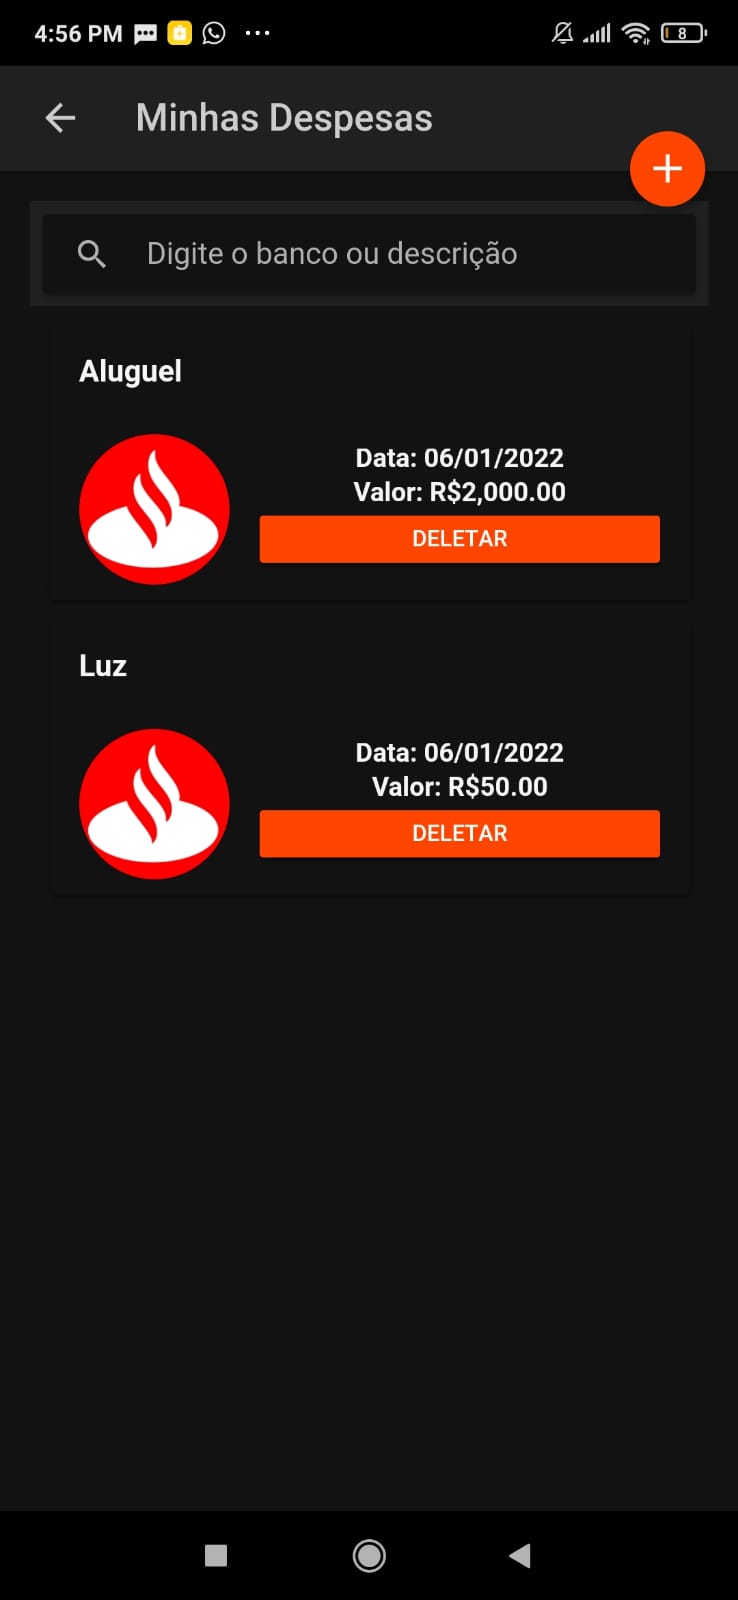 4:56 PM
8
Minhas Despesas
Digite o banco ou descrição
Aluguel
Data: 06/01/2022
Valor: R$2,000.00
DELETAR
Luz
Data: 06/01/2022
Valor: R$50.00
DELETAR